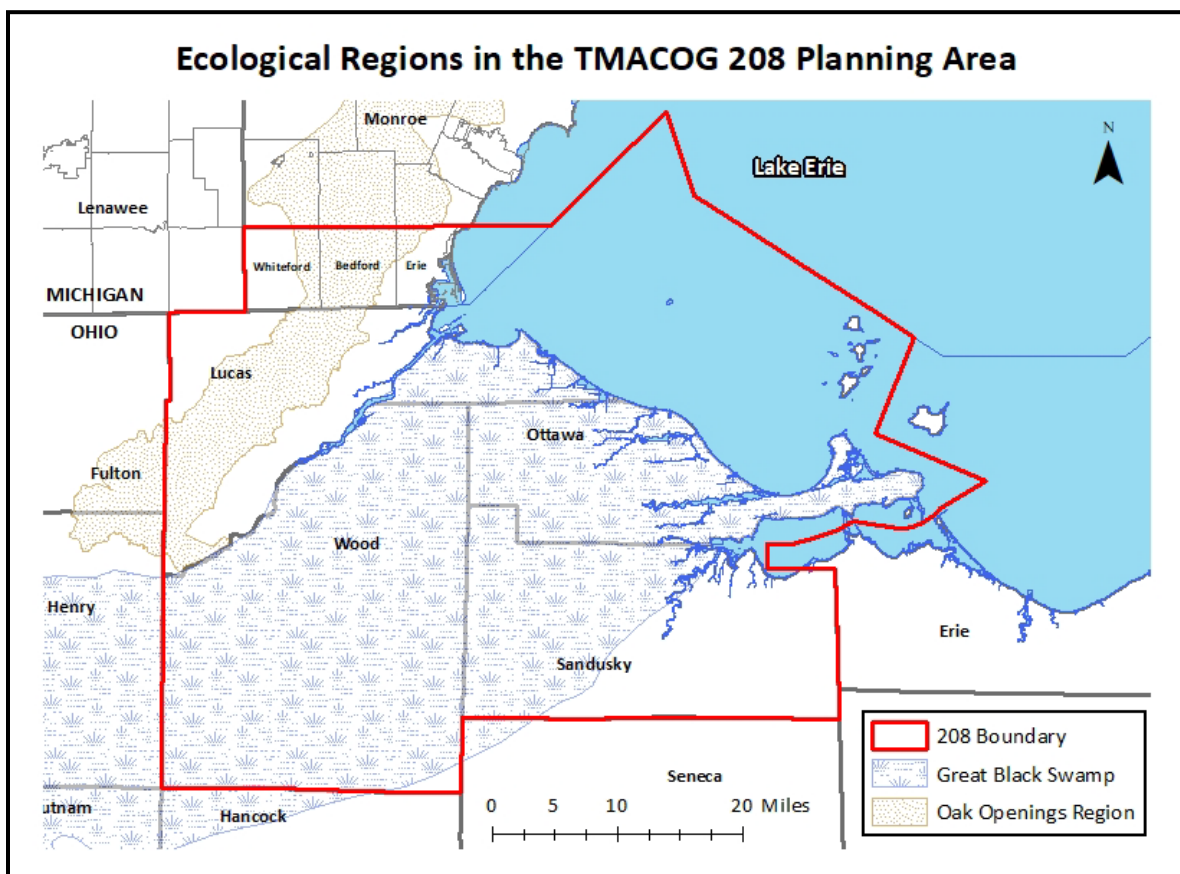 Ecological Regions in the TMACOG 208 Planning Area
Monroe
N
Lake Erie
Lenawee
Whiteford
Bedford
Erie
MICHIGAN
OHIO
Lucas
Ottawa
Fulton
Wood
Henry
Erie
Sandusky
208 Boundary
Great Black Swamp
Oak Openings Region
Seneca
0 5 10 20 Miles
utnam
Hancock